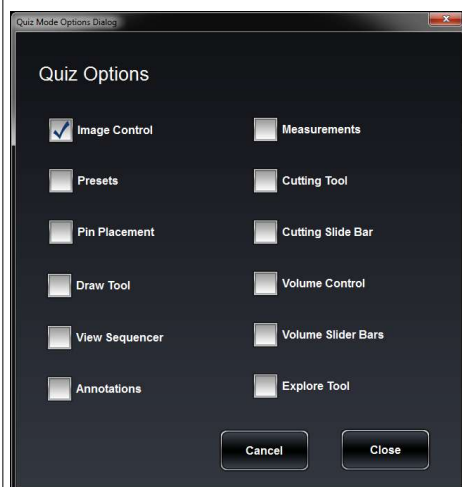 Quiz Mode Options Dialog
Quiz Options
Image Control
Measurements
Presets
Cutting Tool
Pin Placement
Cutting Slide Bar
Draw Tool
Volume Control
View Sequencer
Volume Slider Bars
Annotations
Explore Tool
Cancel
Close